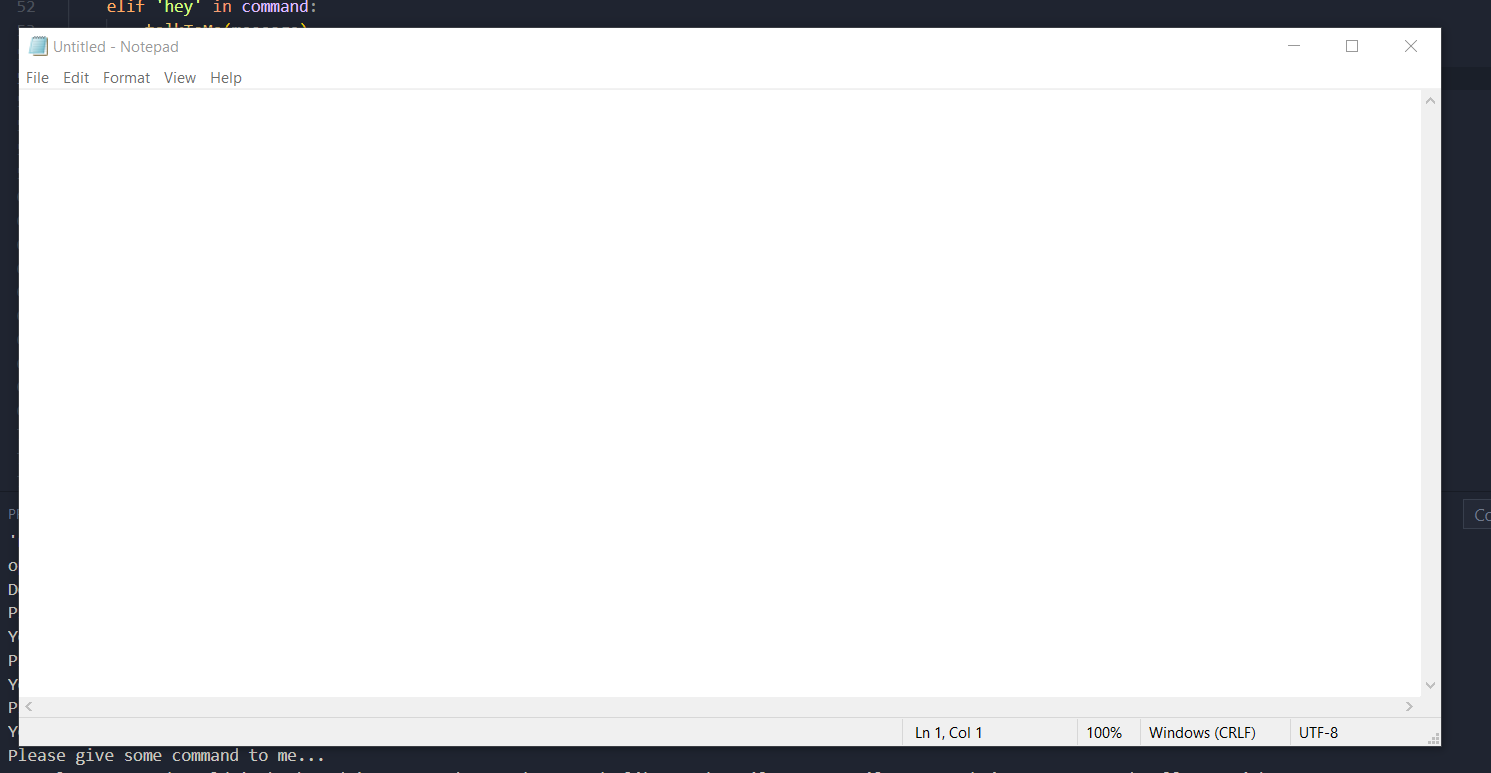 52 elif 'hey' in command:
Untitled - Notepad
File Edit Format View Help
Co
Ln 1, Col 1 100% Windows (CRLF) UTF-8
Please give some command to me...